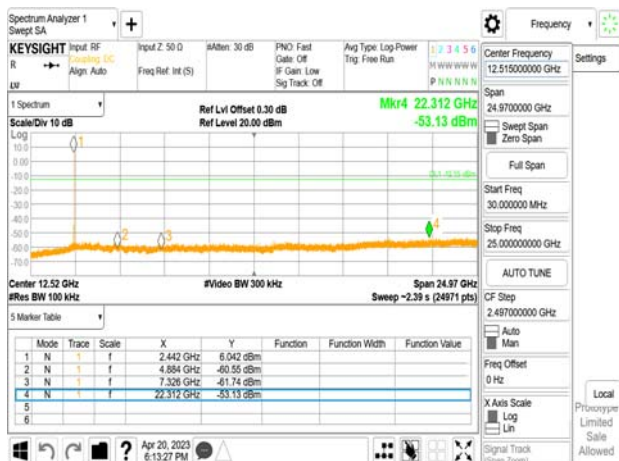 Spectrum Analyzer 1
Swept SA
+
Frequency
KEYSIGHT Input: RF Input Z: 50 Ω #Atten: 30 dB PNO: Fast Avg Type: Log-Power 1 2 3 4 5 6
R Coupling: DC Gate: Off Trig: Free Run M W W W W W
Align: Auto Freq Ref: Int (S) IF Gain: Low
Sig Track: Off P N N N N N
LW
1 Spectrum
Ref Lvl Offset 0.30 dB Mkr4 22.312 GHz
Scale/Div 10 dB Ref Level 20.00 dBm -53.13 dBm
Log
10.0
0.00
-10.0
-20.0
-30.0
-40.0
-50.0
-60.0
-70.0
1
2
3
4
Center 12.52 GHz #Video BW 300 kHz Span 24.97 GHz
#Res BW 100 kHz Sweep ~2.39 s (24971 pts)
5 Marker Table
Mode Trace Scale X Y Function Function Width Function Value
1 N 1 f 2.442 GHz 6.042 dBm
2 N 1 f 4.884 GHz -60.55 dBm
3 N 1 f 7.326 GHz -61.74 dBm
4 N 1 f 22.312 GHz -53.13 dBm
5
6
?
Apr 20, 2023
6:13:27 PM
Center Frequency
12.515000000 GHz
Span
24.9700000 GHz
Swept Span
Zero Span
Full Span
Start Freq
30.000000 MHz
Stop Freq
25.000000000 GHz
AUTO TUNE
CF Step
2.497000000 GHz
Auto
Man
Freq Offset
0 Hz
X Axis Scale
Log
Lin
Signal Track
(Span Zoom)
Settings
Local
Prototype
Limited
Sale
Allowed